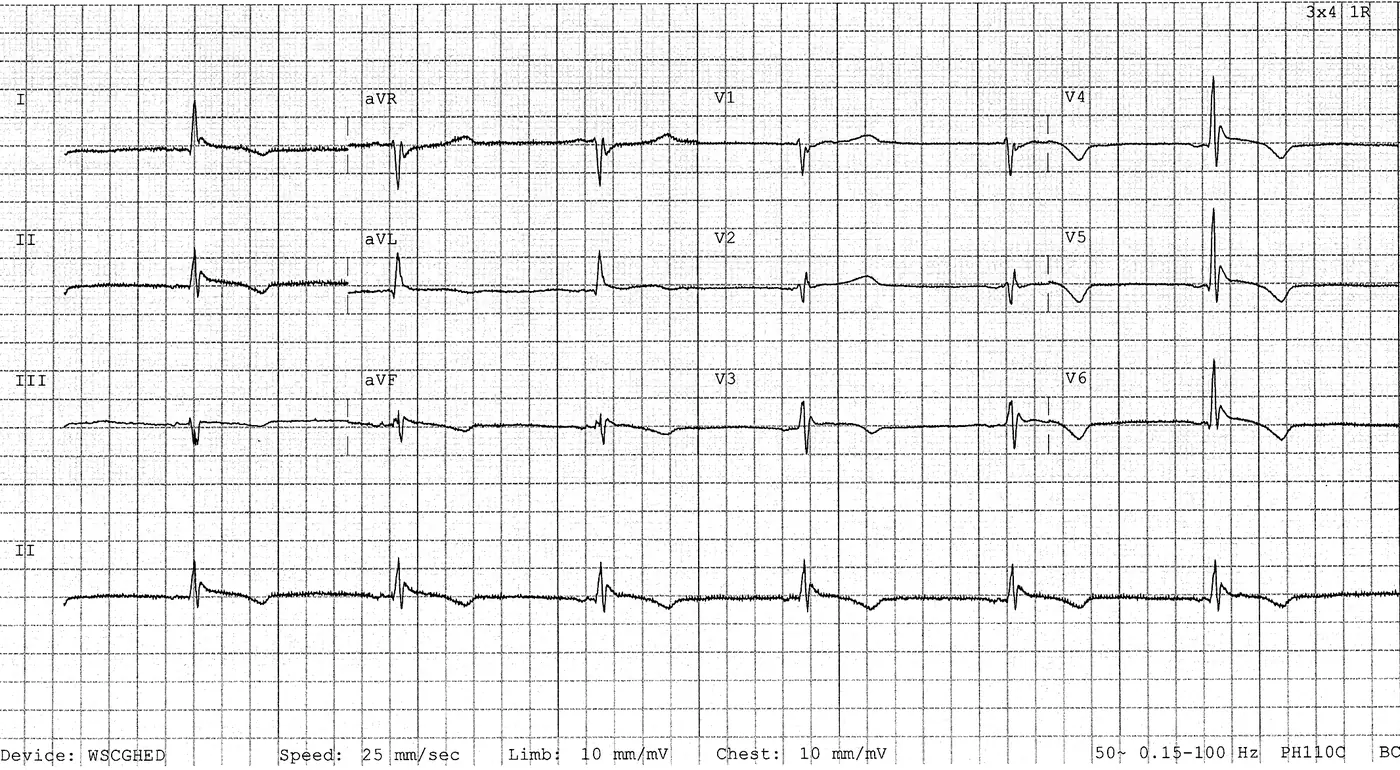 3x4 1R
I aVR V1 V4
II aVL V2 V5
III aVF V3 V6
II
Device: WSCGHED Speed: 25 mm/sec Limb: 10 mm/mV Chest: 10 mm/mV 50~ 0.15-100 Hz PH110C